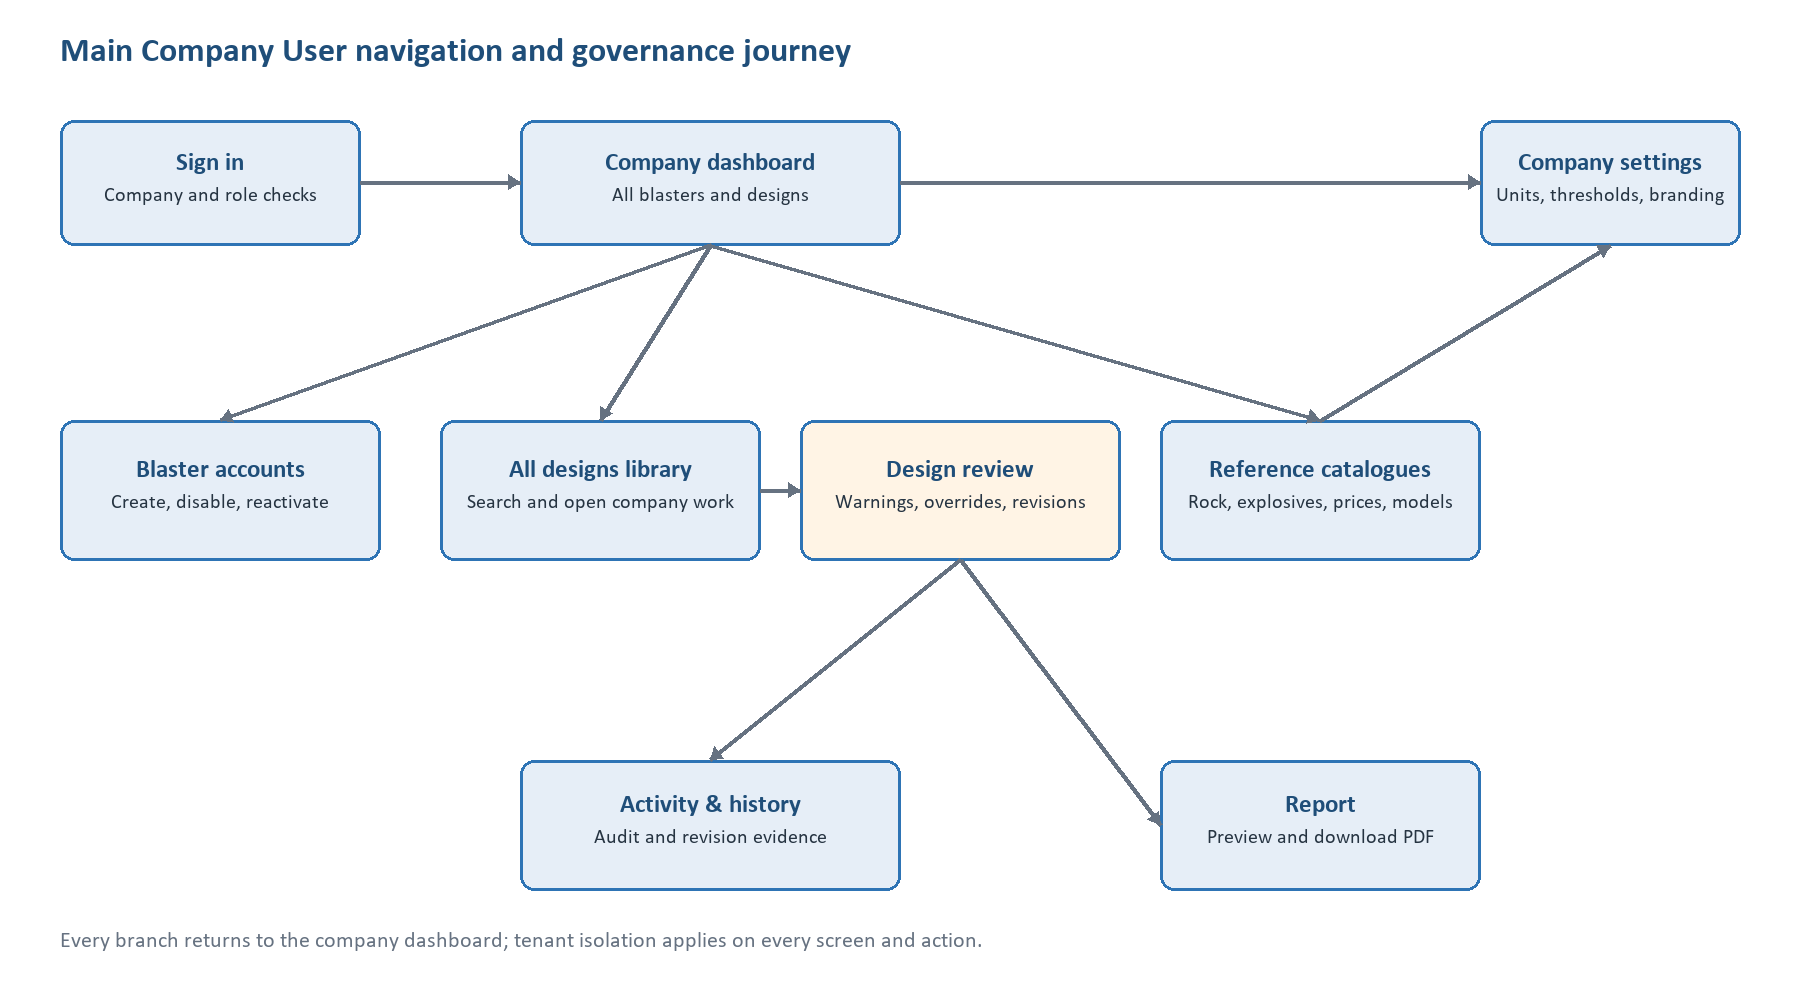 Main Company User navigation and governance journey
Sign in
Company and role checks
Company dashboard
All blasters and designs
Company settings
Units, thresholds, branding
Blaster accounts
Create, disable, reactivate
All designs library
Search and open company work
Design review
Warnings, overrides, revisions
Reference catalogues
Rock, explosives, prices, models
Activity & history
Audit and revision evidence
Report
Preview and download PDF
Every branch returns to the company dashboard; tenant isolation applies on every screen and action.